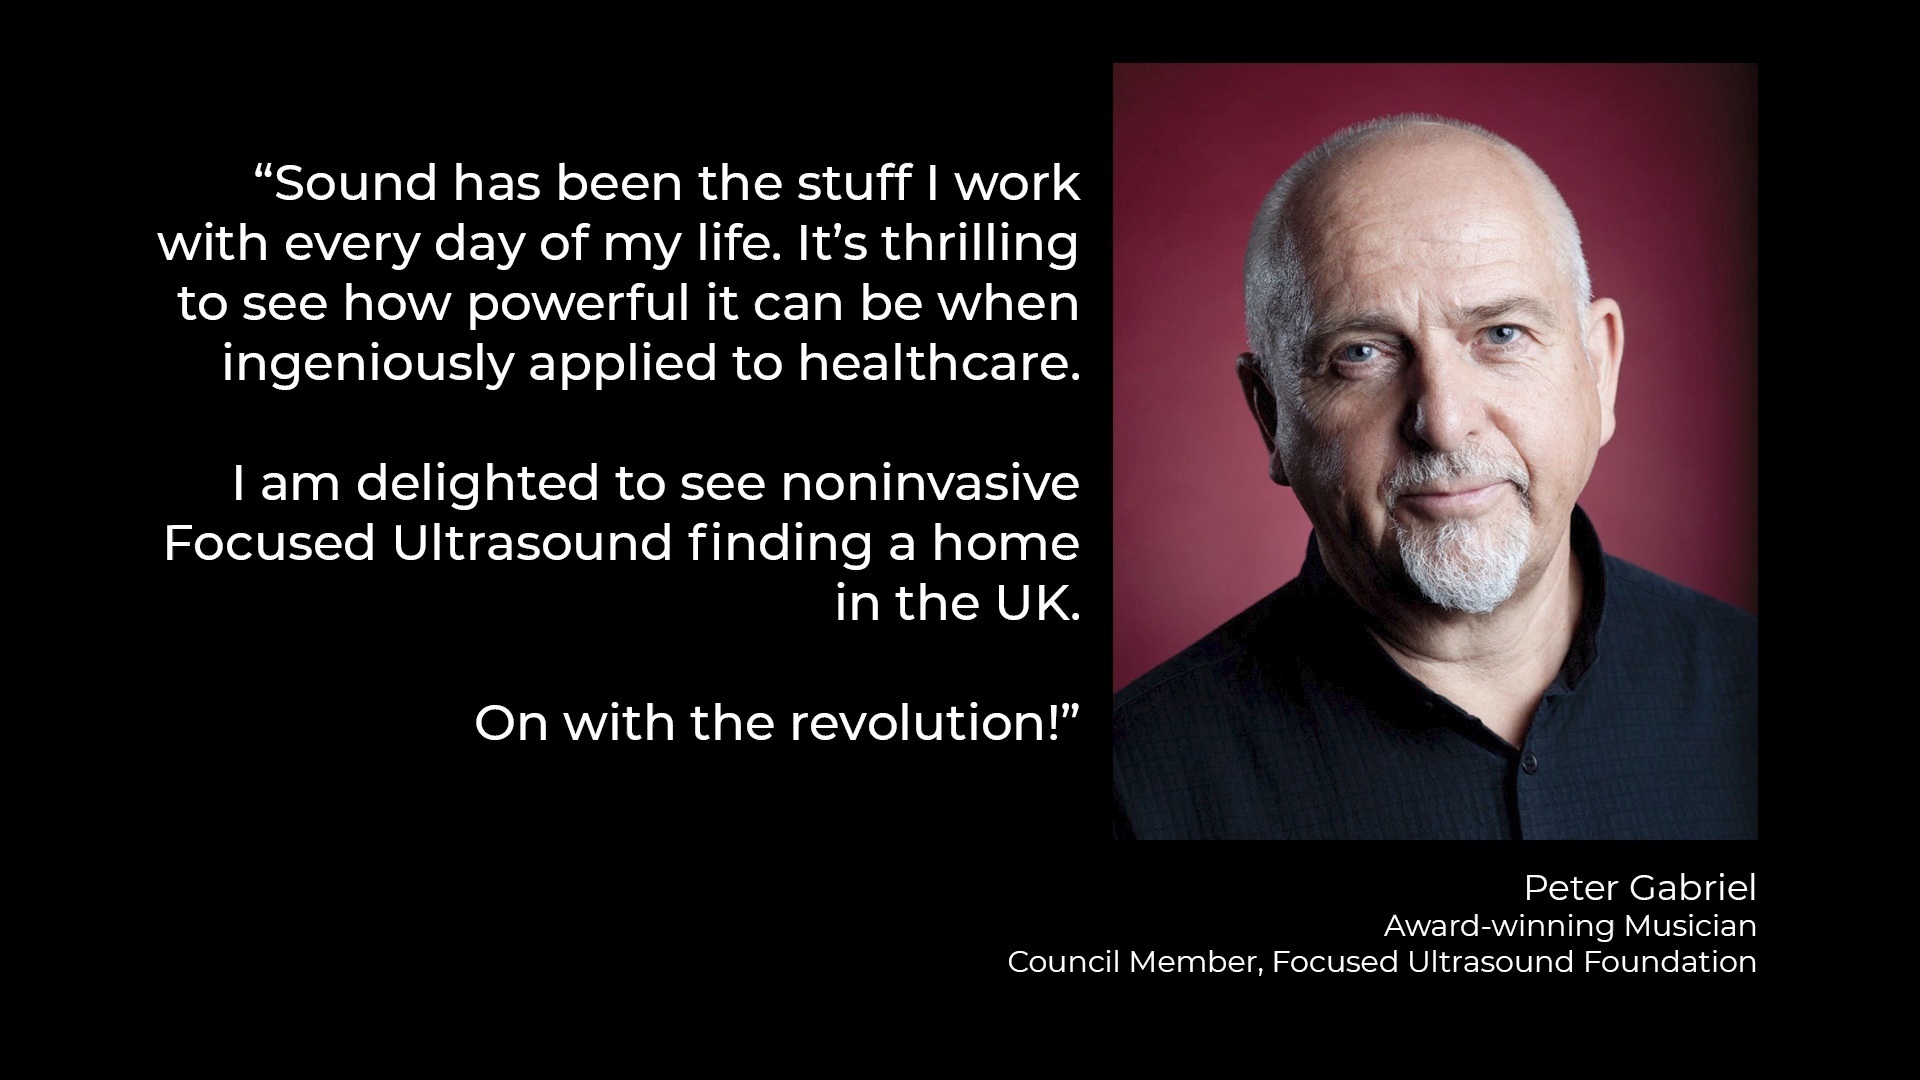 “Sound has been the stuff I work
with every day of my life. It’s thrilling
to see how powerful it can be when
ingeniously applied to healthcare.
I am delighted to see noninvasive
Focused Ultrasound finding a home
in the UK.
On with the revolution!”
Peter Gabriel
Award-winning Musician
Council Member, Focused Ultrasound Foundation